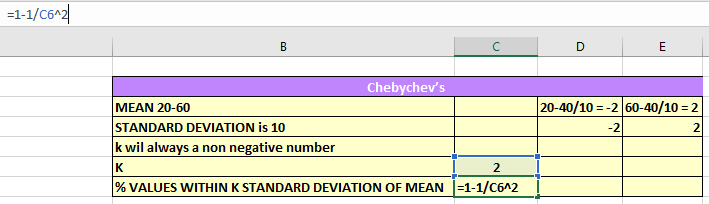 =1-1/C6^2
B C D E
Chebychev's
MEAN 20-60 20-40/10 = -2 60-40/10 = 2
STANDARD DEVIATION is 10 -2 2
k wil always a non negative number
K 2
% VALUES WITHIN K STANDARD DEVIATION OF MEAN =1-1/C6^2